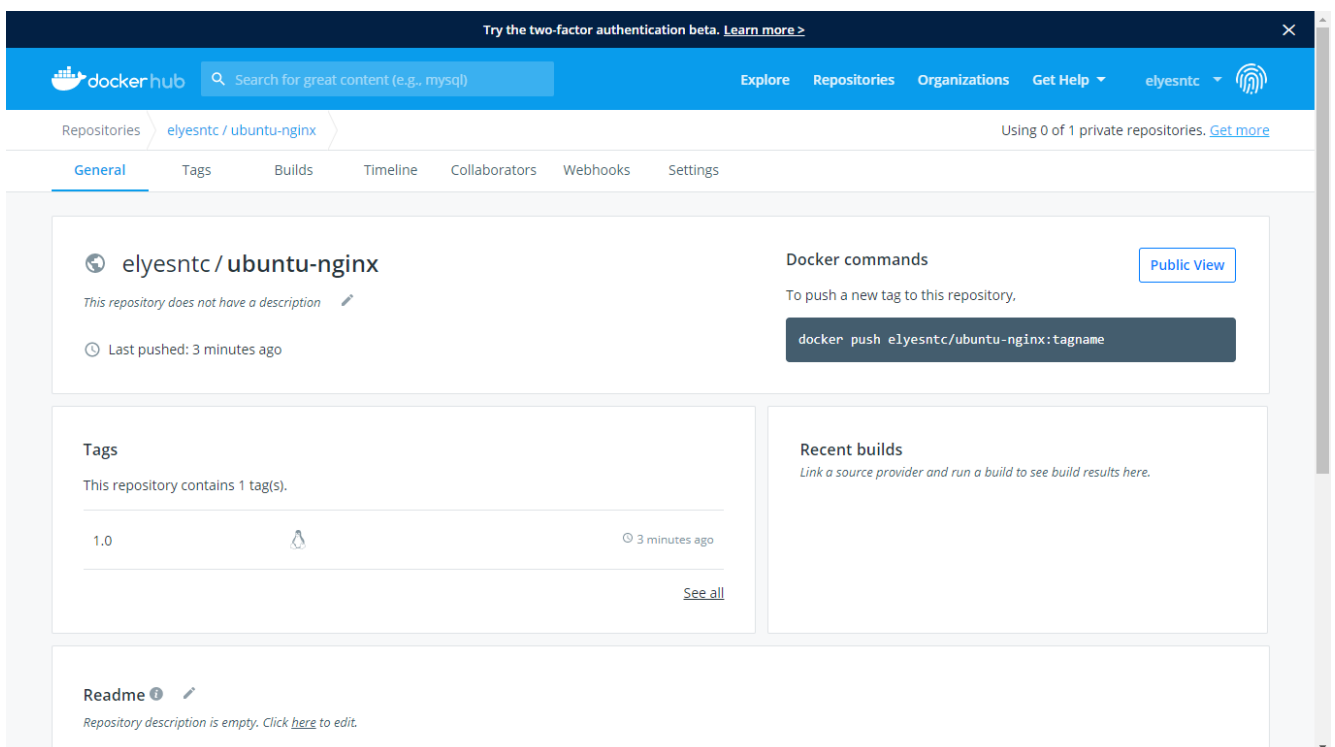 Try the two-factor authentication beta. Learn more >
dockerhub
Search for great content (e.g., mysql)
Explore Repositories Organizations Get Help elyesntc
Repositories elyesntc / ubuntu-nginx Using 0 of 1 private repositories. Get more
General Tags Builds Timeline Collaborators Webhooks Settings
elyesntc / ubuntu-nginx
This repository does not have a description
Last pushed: 3 minutes ago
Docker commands
Public View
To push a new tag to this repository,
docker push elyesntc/ubuntu-nginx:tagname
Tags
This repository contains 1 tag(s).
1.0 3 minutes ago
See all
Recent builds
Link a source provider and run a build to see build results here.
Readme
Repository description is empty. Click here to edit.